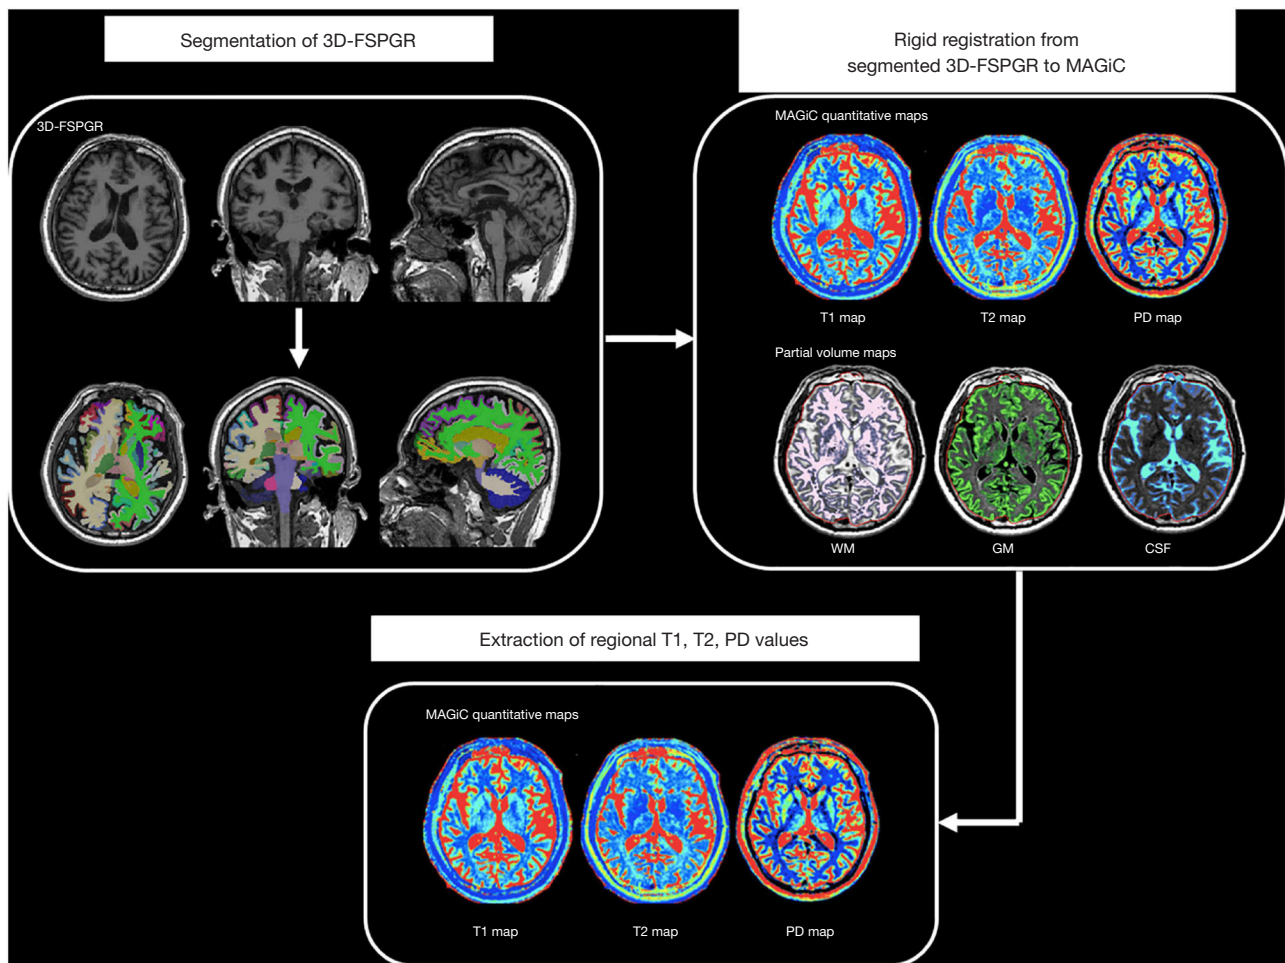 Segmentation of 3D-FSPGR
Rigid registration from
segmented 3D-FSPGR to MAGiC
3D-FSPGR
MAGiC quantitative maps
T1 map
T2 map
PD map
Partial volume maps
WM
GM
CSF
Extraction of regional T1, T2, PD values
MAGiC quantitative maps
T1 map
T2 map
PD map